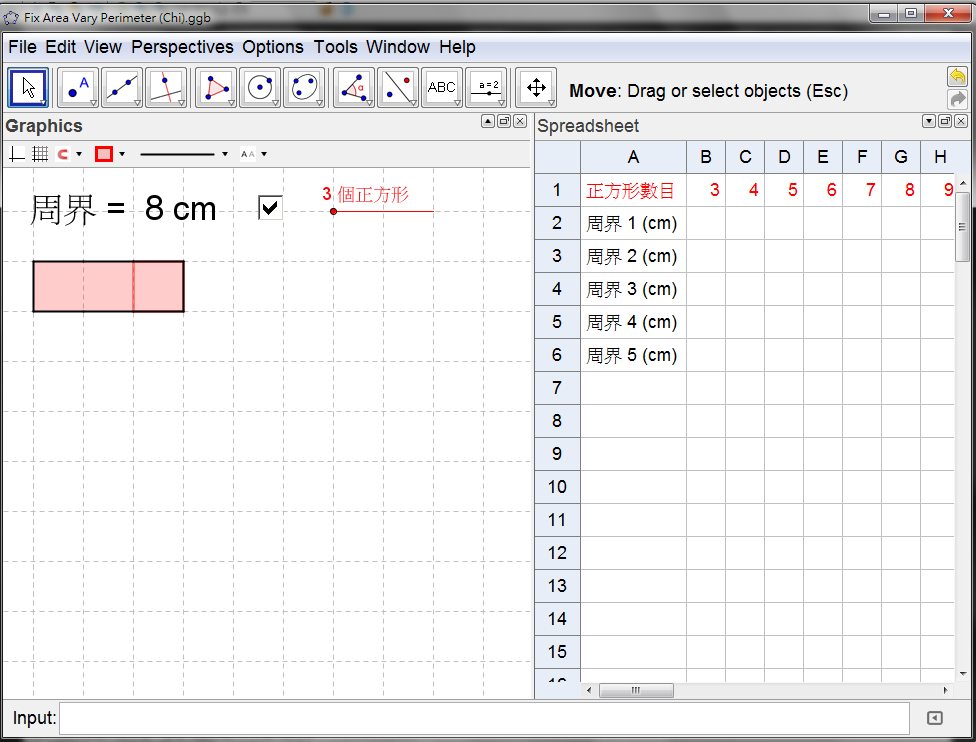 Fix Area Vary Perimeter (Chi).ggb
File Edit View Perspectives Options Tools Window Help
A
α
ABC
a=2
Move: Drag or select objects (Esc)
Graphics
Spreadsheet
A A
周界 = 8 cm
3 個正方形
A B C D E F G H
1 正方形數目 3 4 5 6 7 8 9
2 周界 1 (cm)
3 周界 2 (cm)
4 周界 3 (cm)
5 周界 4 (cm)
6 周界 5 (cm)
7
8
9
10
11
12
13
14
15
16
Input: